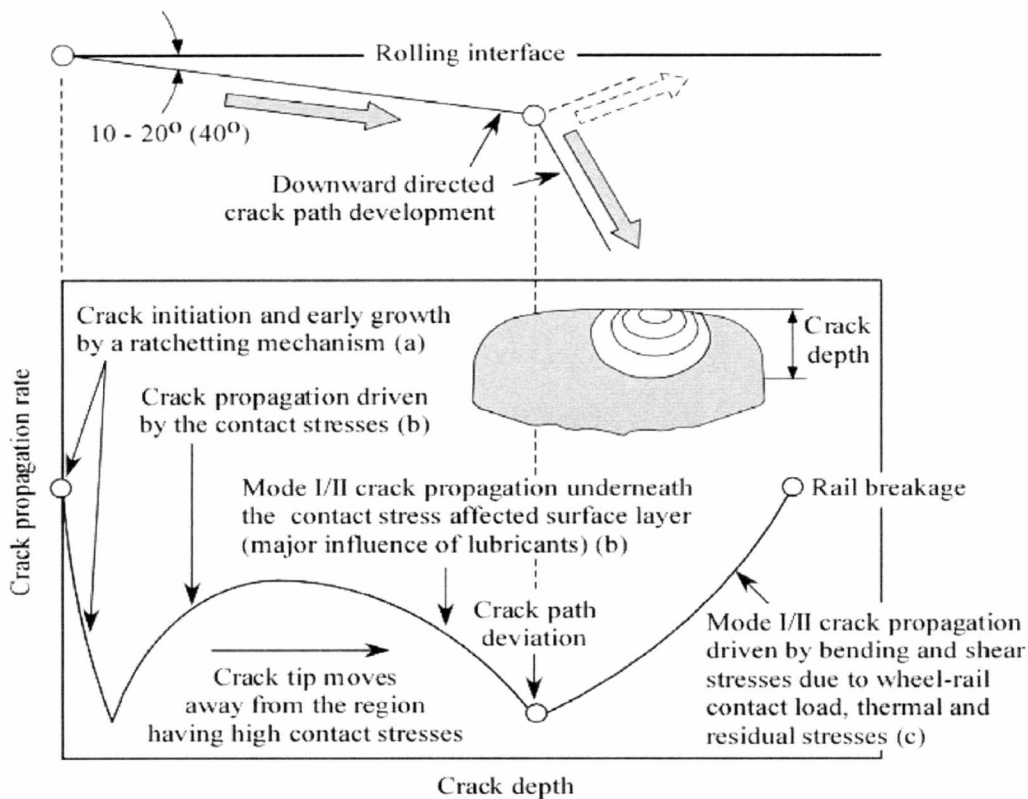 Rolling interface
10 - 20º (40º)
Downward directed
crack path development
Crack initiation and early growth
by a ratchetting mechanism (a)
Crack
depth
Crack propagation driven
by the contact stresses (b)
Mode I/II crack propagation underneath
the contact stress affected surface layer
(major influence of lubricants) (b)
Rail breakage
Crack path
deviation
Mode I/II crack propagation
driven by bending and shear
stresses due to wheel-rail
contact load, thermal and
residual stresses (c)
Crack tip moves
away from the region
having high contact stresses
Crack propagation rate
Crack depth